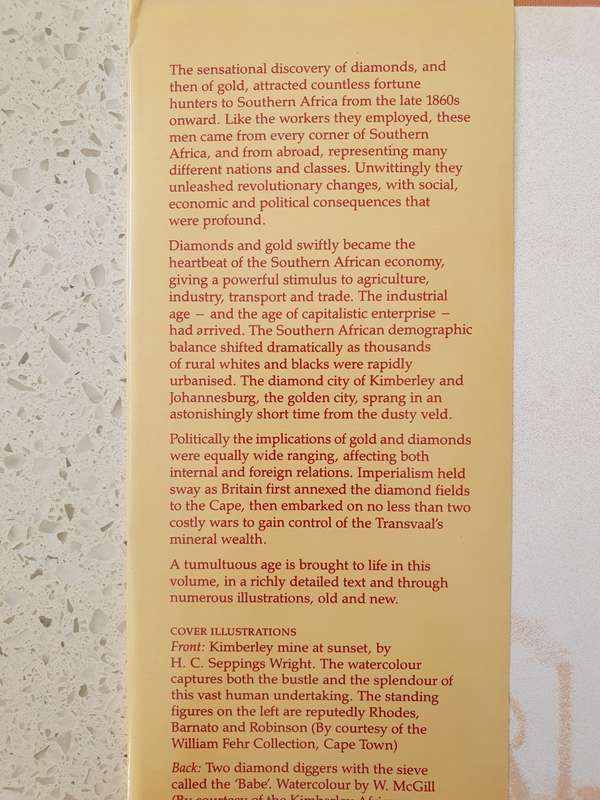 The sensational discovery of diamonds, and
then of gold, attracted countless fortune
hunters to Southern Africa from the late 1860s
onward. Like the workers they employed, these
men came from every corner of Southern
Africa, and from abroad, representing many
different nations and classes. Unwittingly they
unleashed revolutionary changes, with social,
economic and political consequences that
were profound.
Diamonds and gold swiftly became the
heartbeat of the Southern African economy,
giving a powerful stimulus to agriculture,
industry, transport and trade. The industrial
age – and the age of capitalistic enterprise –
had arrived. The Southern African demographic
balance shifted dramatically as thousands
of rural whites and blacks were rapidly
urbanised. The diamond city of Kimberley and
Johannesburg, the golden city, sprang in an
astonishingly short time from the dusty veld.
Politically the implications of gold and diamonds
were equally wide ranging, affecting both
internal and foreign relations. Imperialism held
sway as Britain first annexed the diamond fields
to the Cape, then embarked on no less than two
costly wars to gain control of the Transvaal's
mineral wealth.
A tumultuous age is brought to life in this
volume, in a richly detailed text and through
numerous illustrations, old and new.
COVER ILLUSTRATIONS
Front: Kimberley mine at sunset, by
H. C. Seppings Wright. The watercolour
captures both the bustle and the splendour of
this vast human undertaking. The standing
figures on the left are reputedly Rhodes,
Barnato and Robinson (By courtesy of the
William Fehr Collection, Cape Town)
Back: Two diamond diggers with the sieve
called the 'Babe'. Watercolour by W. McGill
(By courtesy of the Kimberley